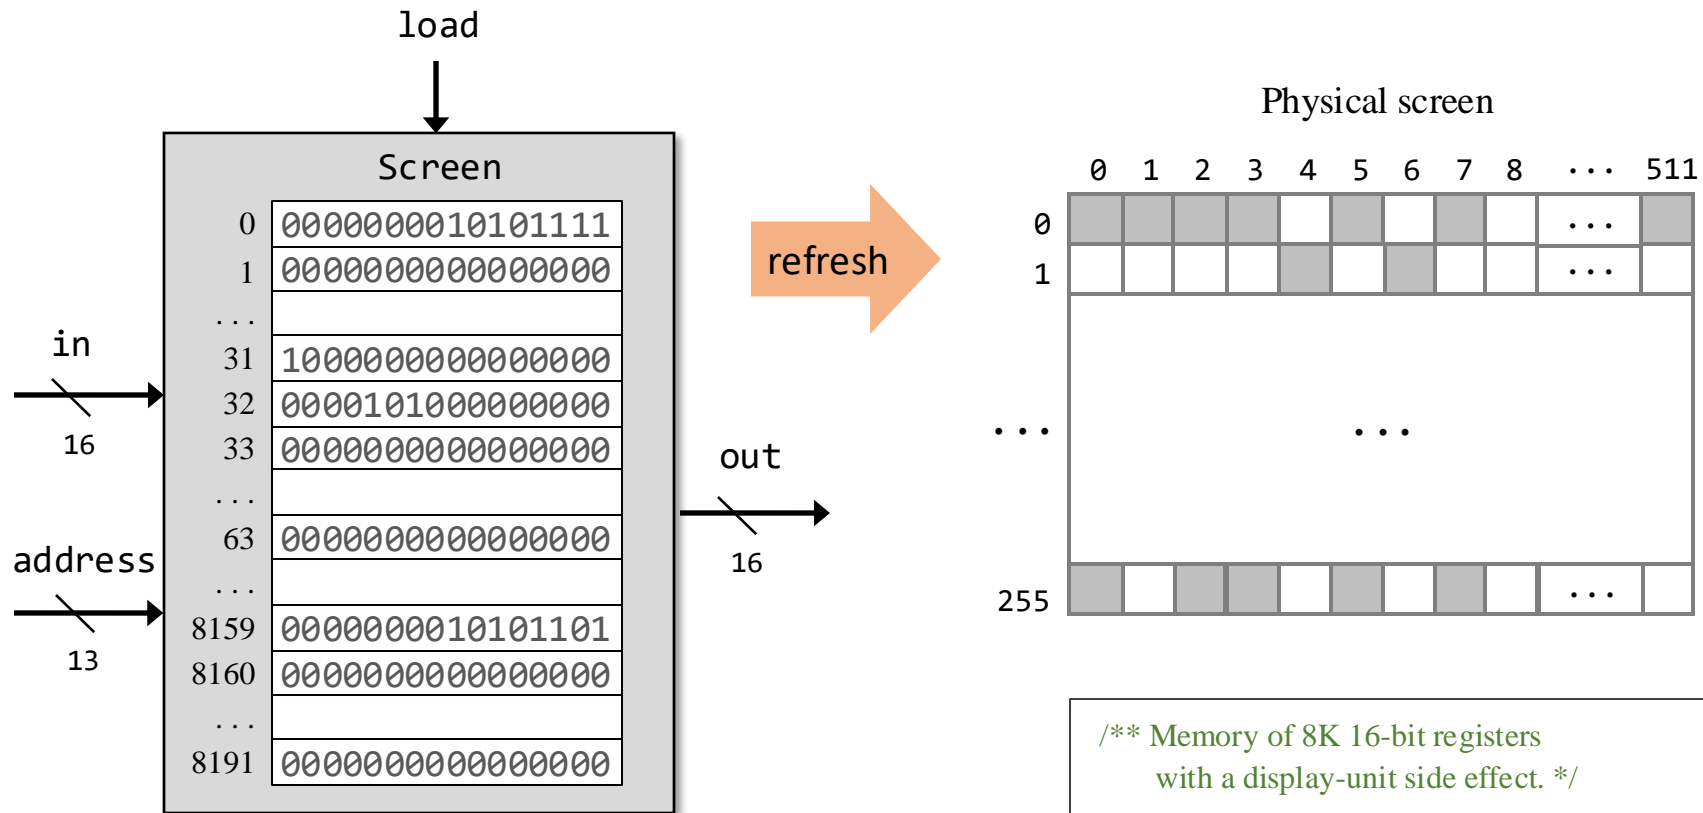 load
Screen
0 0000000010101111
1 0000000000000000
...
31 1000000000000000
32 0000101000000000
33 0000000000000000
...
63 0000000000000000
...
8159 0000000010101101
8160 0000000000000000
...
8191 0000000000000000
in
16
address
13
out
16
refresh
Physical screen
0 1 2 3 4 5 6 7 8 ... 511
0 ...
1 ...
... ...
255 ...
/** Memory of 8K 16-bit registers
with a display-unit side effect. */